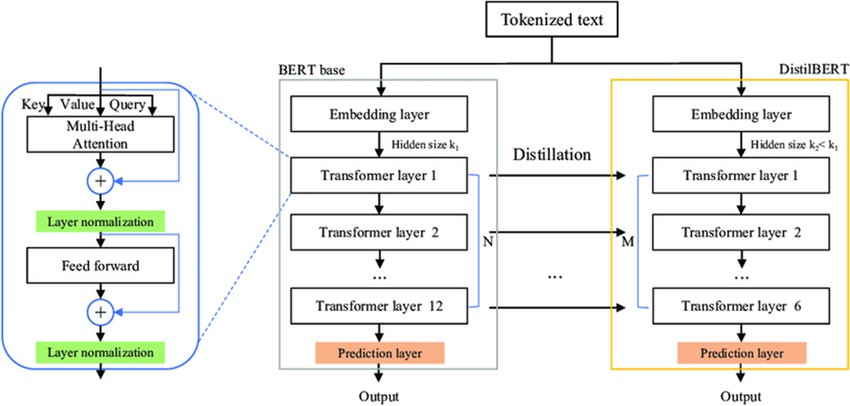 Tokenized text
BERT base
DistilBERT
Key Value Query
Multi-Head
Attention
+
Layer normalization
Feed forward
+
Layer normalization
Embedding layer
Hidden size k₁
Transformer layer 1
Transformer layer 2
...
Transformer layer 12
N
Prediction layer
Output
Distillation
...
Embedding layer
Hidden size k₂< k₁
Transformer layer 1
Transformer layer 2
...
Transformer layer 6
M
Prediction layer
Output